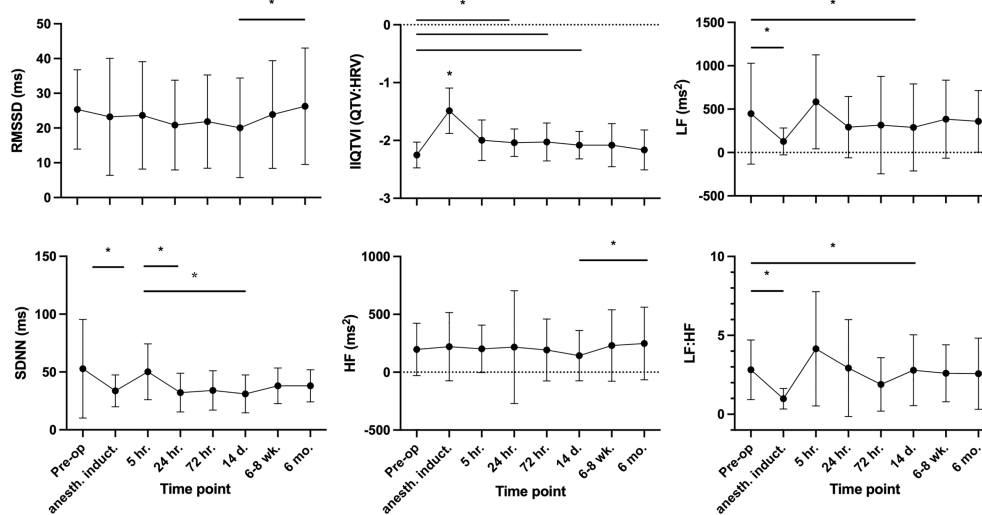 *
50
40
30
20
10
0
RMSSD (ms)
0
-1
-2
-3
IIQTVI (QTV:HRV)
*
*
*
1500
1000
500
0
-500
LF (ms²)
*
*
*
150
100
50
0
SDNN (ms)
Pre-op
anesth. induct.
5 hr.
24 hr.
72 hr.
14 d.
6-8 wk.
6 mo.
Time point
*
1000
500
0
-500
HF (ms²)
Pre-op
anesth. induct.
5 hr.
24 hr.
72 hr.
14 d.
6-8 wk.
6 mo.
Time point
*
*
10
5
0
LF:HF
Pre-op
anesth. induct.
5 hr.
24 hr.
72 hr.
14 d.
6-8 wk.
6 mo.
Time point